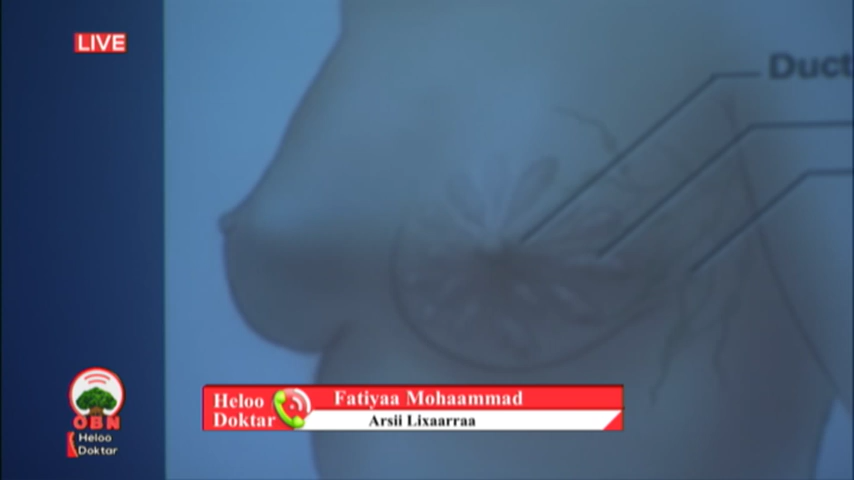 LIVE
Duct
Heloo
Doktar
Fatiyaa Mohaammad
Arsii Lixaarraa
OBN
Heloo
Doktar